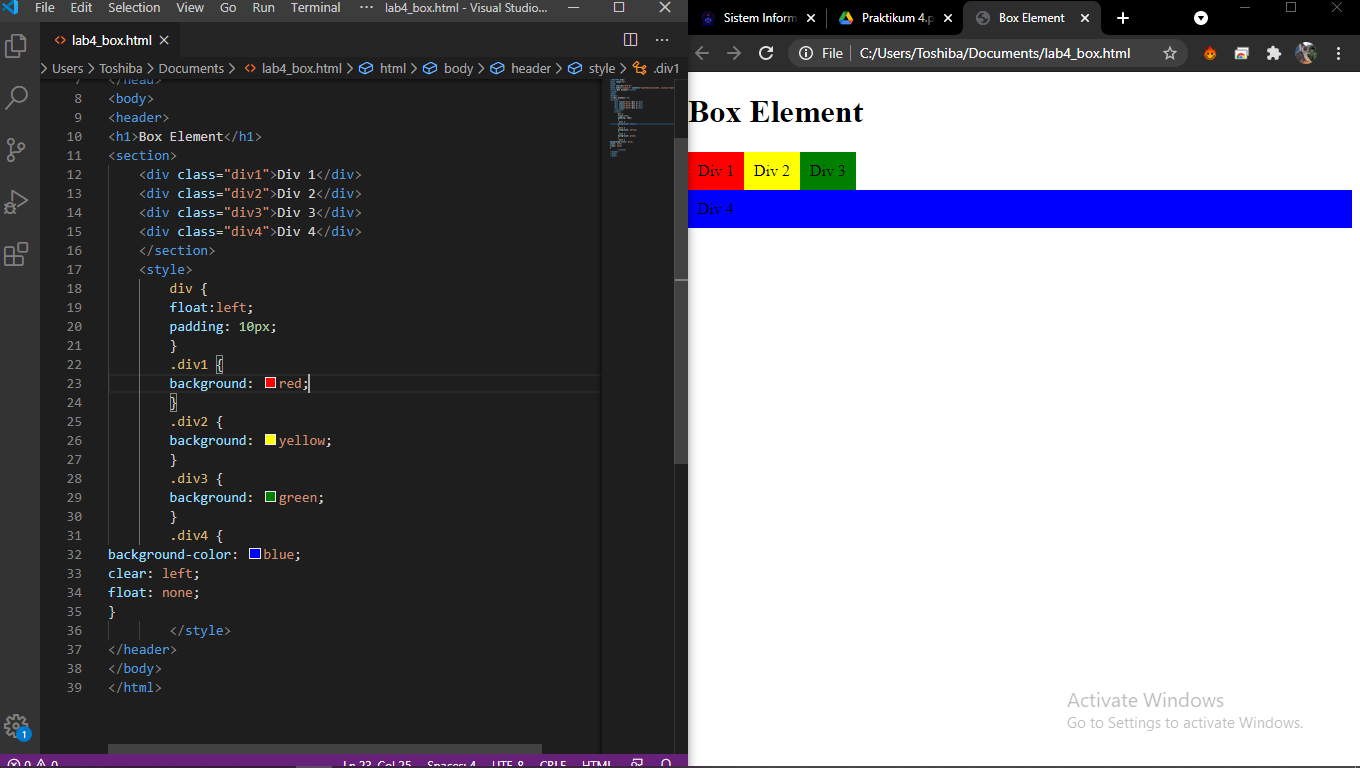 File Edit Selection View Go Run Terminal ··· lab4_box.html - Visual Studio...
lab4_box.html
Users > Toshiba > Documents > lab4_box.html > html > body > header > style > .div1
7 </head>
8 <body>
9 <header>
10 <h1>Box Element</h1>
11 <section>
12 <div class="div1">Div 1</div>
13 <div class="div2">Div 2</div>
14 <div class="div3">Div 3</div>
15 <div class="div4">Div 4</div>
16 </section>
17 <style>
18 div {
19 float:left;
20 padding: 10px;
21 }
22 .div1 {
23 background: red;
24 }
25 .div2 {
26 background: yellow;
27 }
28 .div3 {
29 background: green;
30 }
31 .div4 {
32 background-color: blue;
33 clear: left;
34 float: none;
35 }
36 </style>
37 </header>
38 </body>
39 </html>
1
0 0 Ln 23, Col 25 Spaces: 4 UTF-8 CRLF HTML
Sistem Inform
Praktikum 4.p
Box Element
File C:/Users/Toshiba/Documents/lab4_box.html
Box Element
Div 1 Div 2 Div 3
Div 4
Activate Windows
Go to Settings to activate Windows.